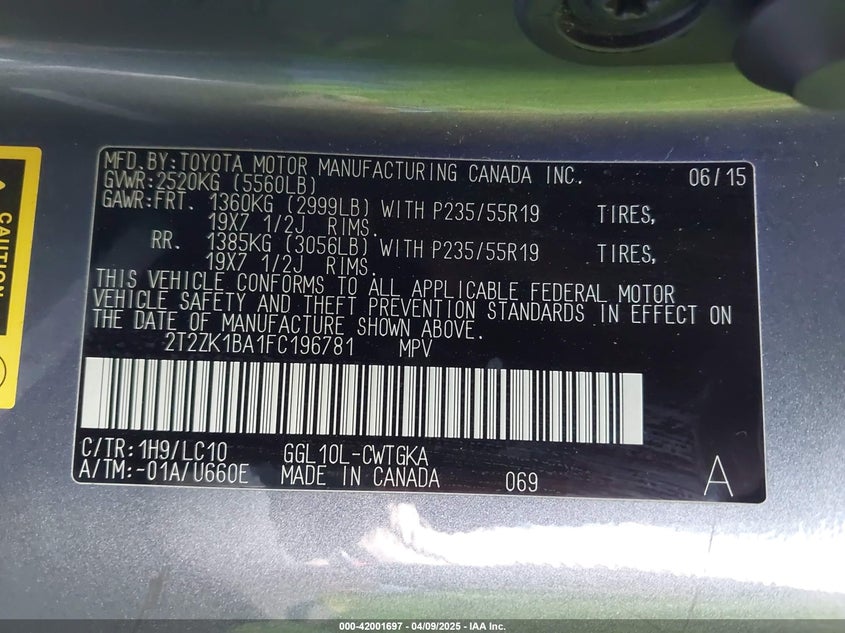 MFD. BY: TOYOTA MOTOR MANUFACTURING CANADA INC. 06/15
GVWR: 2520KG (5560LB)
GAWR: FRT. 1360KG (2999LB) WITH P235/55R19 TIRES,
19X7 1/2J RIMS.
RR. 1385KG (3056LB) WITH P235/55R19 TIRES,
19X7 1/2J RIMS.
THIS VEHICLE CONFORMS TO ALL APPLICABLE FEDERAL MOTOR
VEHICLE SAFETY AND THEFT PREVENTION STANDARDS IN EFFECT ON
THE DATE OF MANUFACTURE SHOWN ABOVE.
2T2ZK1BA1FC196781 MPV
C/TR: 1H9/LC10 GGL10L-CWTGKA
A/TM: -01A/U660E MADE IN CANADA 069 A
CAUTION
000-42001697 - 04/09/2025 - IAA Inc.